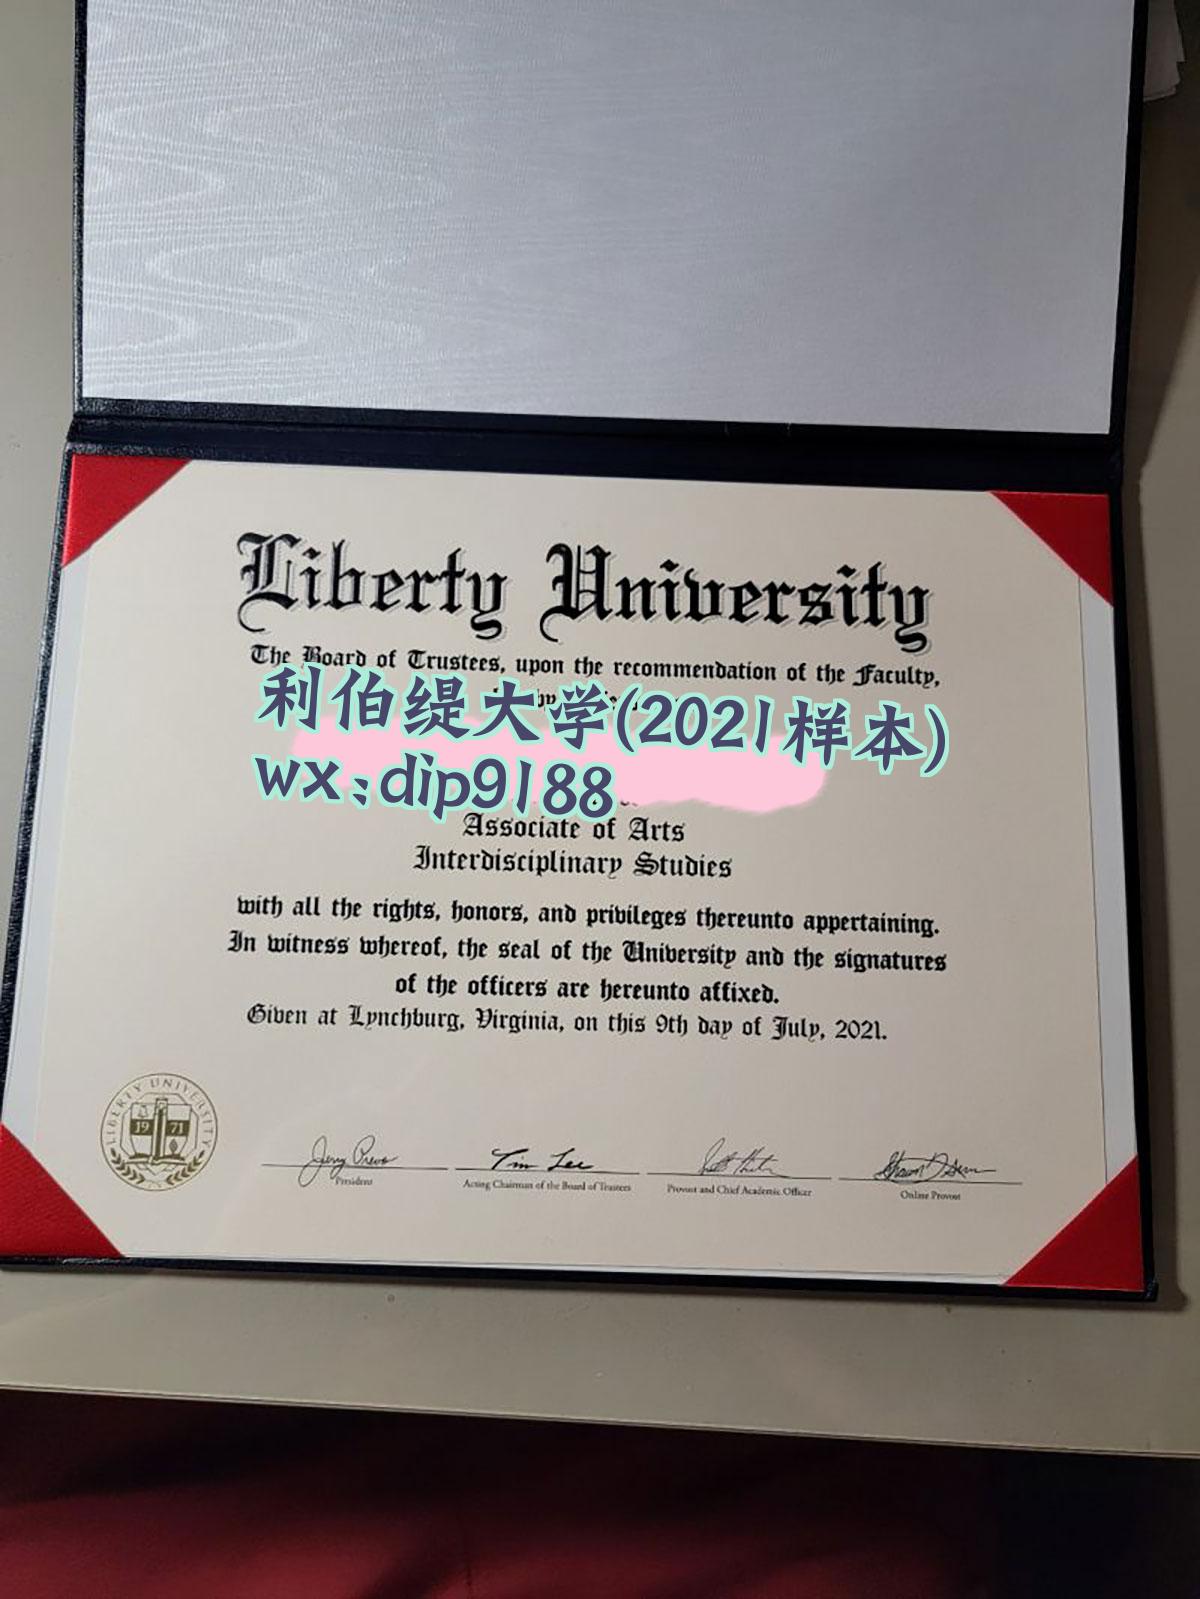 Liberty University
The Board of Trustees, upon the recommendation of the Faculty,
利伯缇大学(2021样本)
wx:dip9188
Associate of Arts
Interdisciplinary Studies
with all the rights, honors, and privileges thereunto appertaining.
In witness whereof, the seal of the University and the signatures
of the officers are hereunto affixed.
Given at Lynchburg, Virginia, on this 9th day of July, 2021.
LIBERTY UNIVERSITY
19 71
Jerry Prevo
Tim Lee
President
Acting Chairman of the Board of Trustees
Provost and Chief Academic Officer
Online Provost